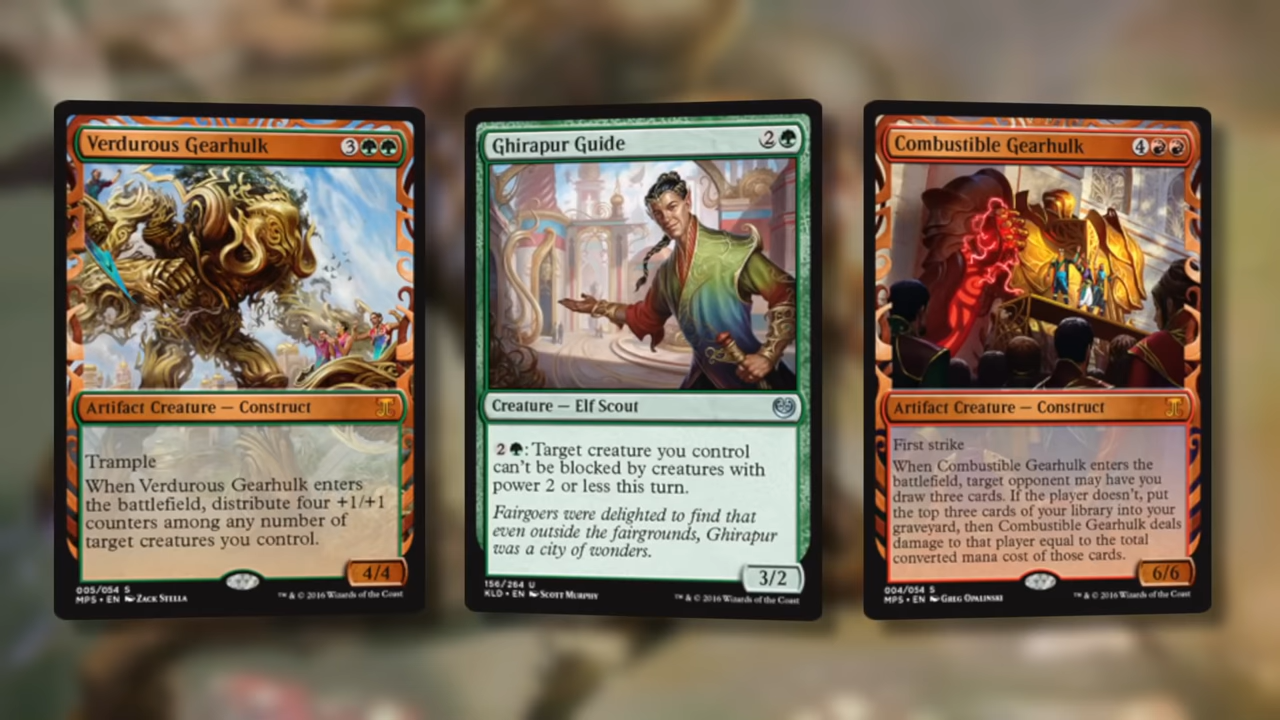 Verdurous Gearhulk
3
Artifact Creature — Construct
Trample
When Verdurous Gearhulk enters
the battlefield, distribute four +1/+1
counters among any number of
target creatures you control.
4/4
005/054 S
MPS • EN Zack Stella
™ & © 2016 Wizards of the Coast
Ghirapur Guide
2
Creature — Elf Scout
2 : Target creature you control
can't be blocked by creatures with
power 2 or less this turn.
Fairgoers were delighted to find that
even outside the fairgrounds, Ghirapur
was a city of wonders.
3/2
156/264 U
KLD • EN Scott Murphy
™ & © 2016 Wizards of the Coast
Combustible Gearhulk
4
Artifact Creature — Construct
First strike
When Combustible Gearhulk enters the
battlefield, target opponent may have you
draw three cards. If the player doesn't, put
the top three cards of your library into your
graveyard, then Combustible Gearhulk deals
damage to that player equal to the total
converted mana cost of those cards.
6/6
004/054 S
MPS • EN Greg Opalinski
™ & © 2016 Wizards of the Coast